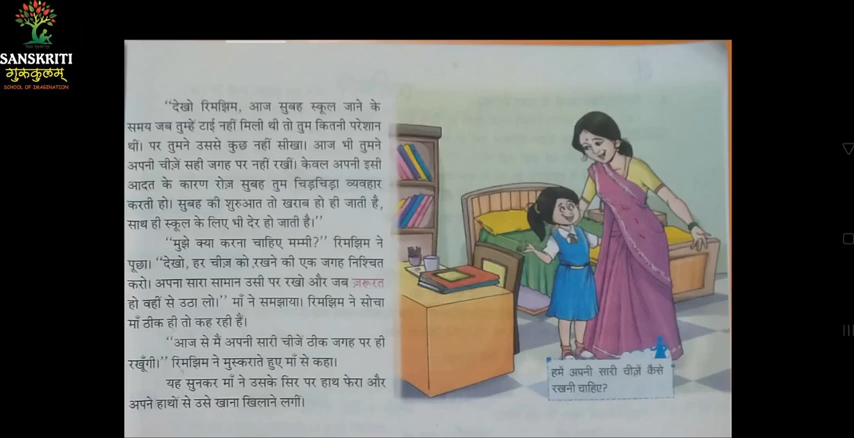 SANSKRITI
गुरुकुलम्
SCHOOL OF IMAGINATION
“देखो रिमझिम, आज सुबह स्कूल जाने के
समय जब तुम्हें टाई नहीं मिली थी तो तुम कितनी परेशान
थीं। पर तुमने उससे कुछ नहीं सीखा। आज भी तुमने
अपनी चीज़ें सही जगह पर नहीं रखीं। केवल अपनी इसी
आदत के कारण रोज़ सुबह तुम चिड़चिड़ा व्यवहार
करती हो। सुबह की शुरुआत तो खराब हो ही जाती है,
साथ ही स्कूल के लिए भी देर हो जाती है।”
“मुझे क्या करना चाहिए मम्मी?” रिमझिम ने
पूछा। “देखो, हर चीज़ को रखने की एक जगह निश्चित
करो। अपना सारा सामान उसी पर रखो और जब ज़रूरत
हो वहीं से उठा लो।” माँ ने समझाया। रिमझिम ने सोचा
माँ ठीक ही तो कह रही हैं।
“आज से मैं अपनी सारी चीजें ठीक जगह पर ही
रखूँगी।” रिमझिम ने मुस्कराते हुए माँ से कहा।
यह सुनकर माँ ने उसके सिर पर हाथ फेरा और
अपने हाथों से उसे खाना खिलाने लगीं।
हमें अपनी सारी चीज़ें कैसे
रखनी चाहिए?